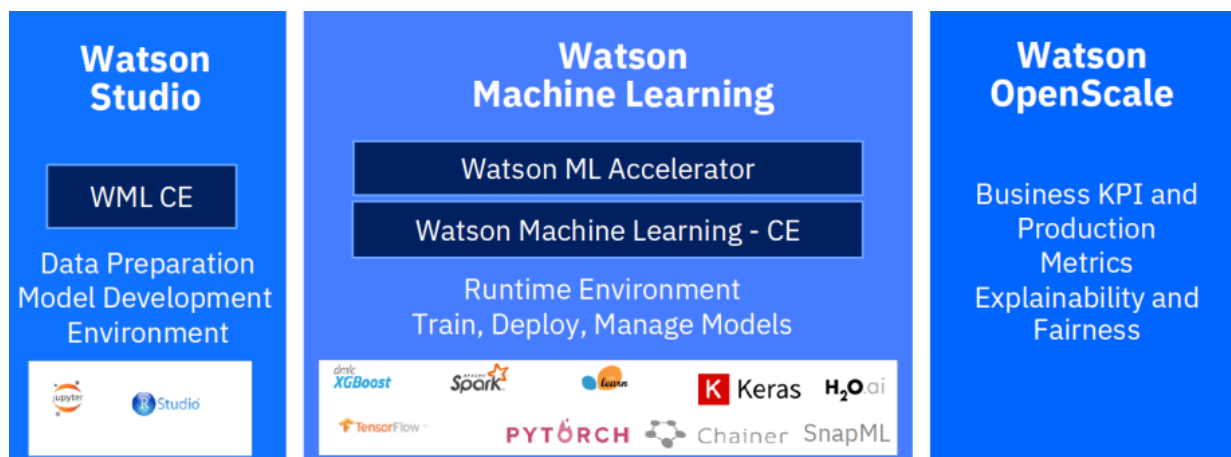 Watson
Studio
WML CE
Data Preparation
Model Development
Environment
jupyter
R Studio
Watson
Machine Learning
Watson ML Accelerator
Watson Machine Learning - CE
Runtime Environment
Train, Deploy, Manage Models
dmlc
XGBoost
APACHE
Spark
learn
K Keras
H2O.ai
TensorFlow
PYTORCH
Chainer
SnapML
Watson
OpenScale
Business KPI and
Production
Metrics
Explainability and
Fairness